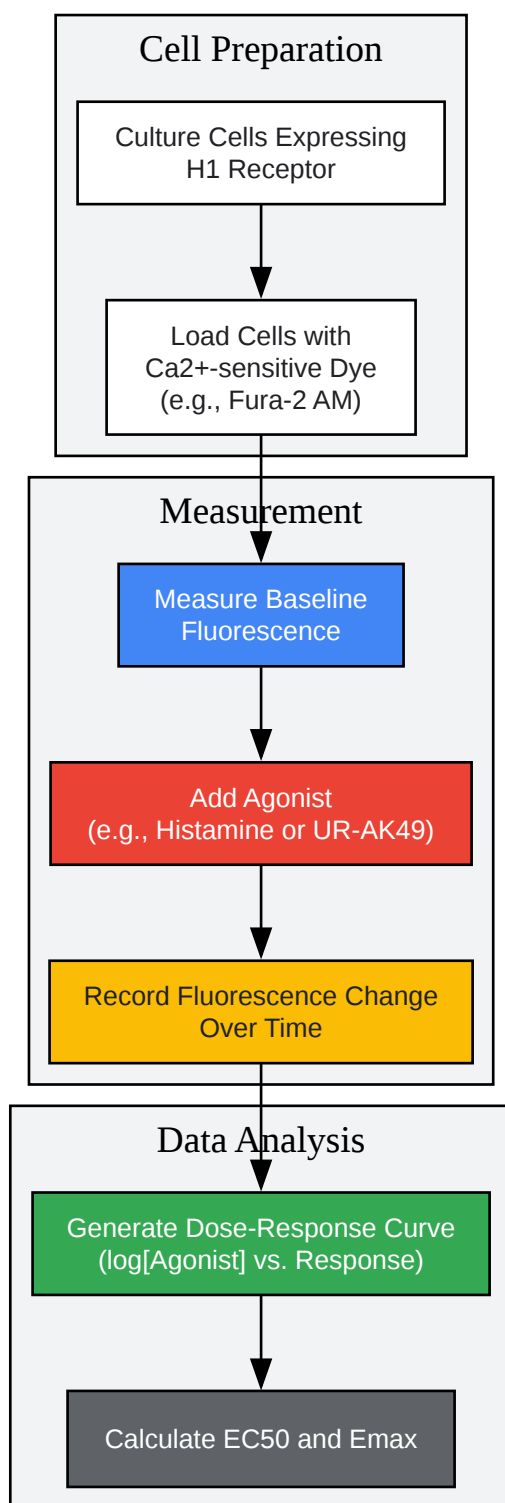 Cell Preparation
Culture Cells Expressing
H1 Receptor
Load Cells with
Ca2+-sensitive Dye
(e.g., Fura-2 AM)
Measurement
Measure Baseline
Fluorescence
Add Agonist
(e.g., Histamine or UR-AK49)
Record Fluorescence Change
Over Time
Data Analysis
Generate Dose-Response Curve
(log[Agonist] vs. Response)
Calculate EC50 and Emax